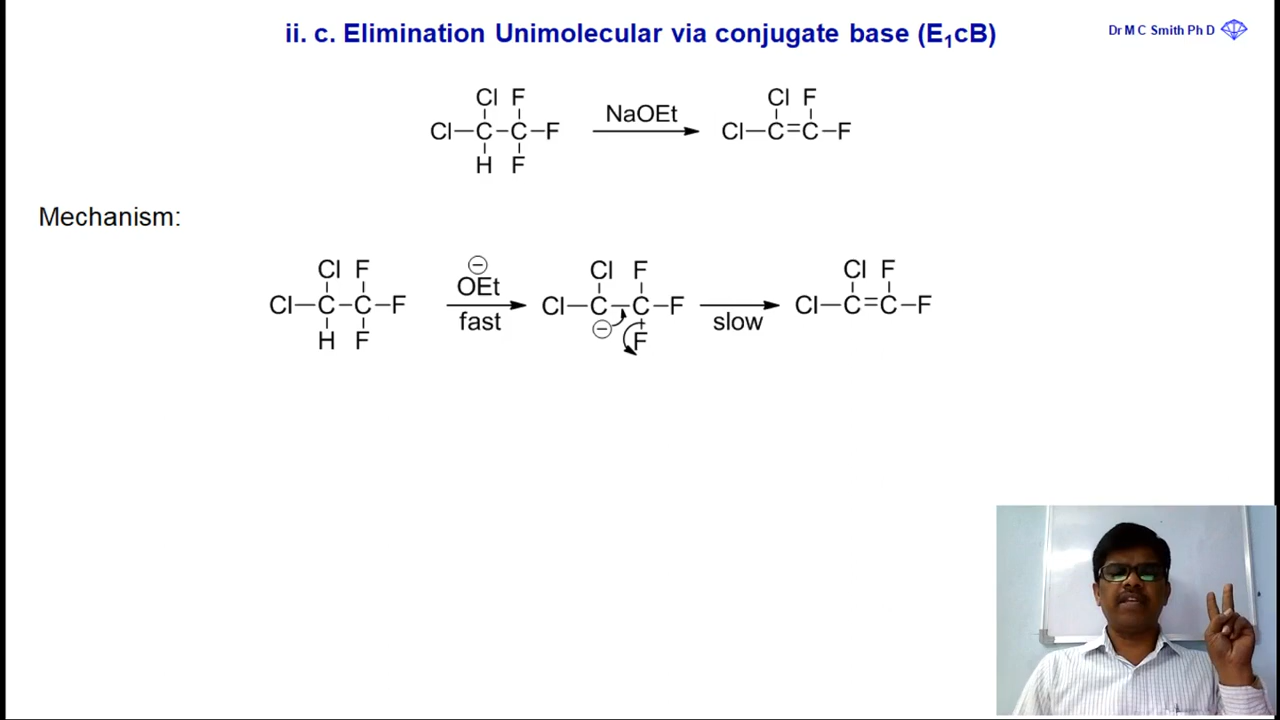 ii. c. Elimination Unimolecular via conjugate base (E₁cB)
Dr M C Smith Ph D
Cl F
Cl–C–C–F
H F
NaOEt
Cl F
Cl–C=C–F
Mechanism:
Cl F
Cl–C–C–F
H F
⊖
OEt
fast
Cl F
Cl–C–C–F
⊖ F
slow
Cl F
Cl–C=C–F